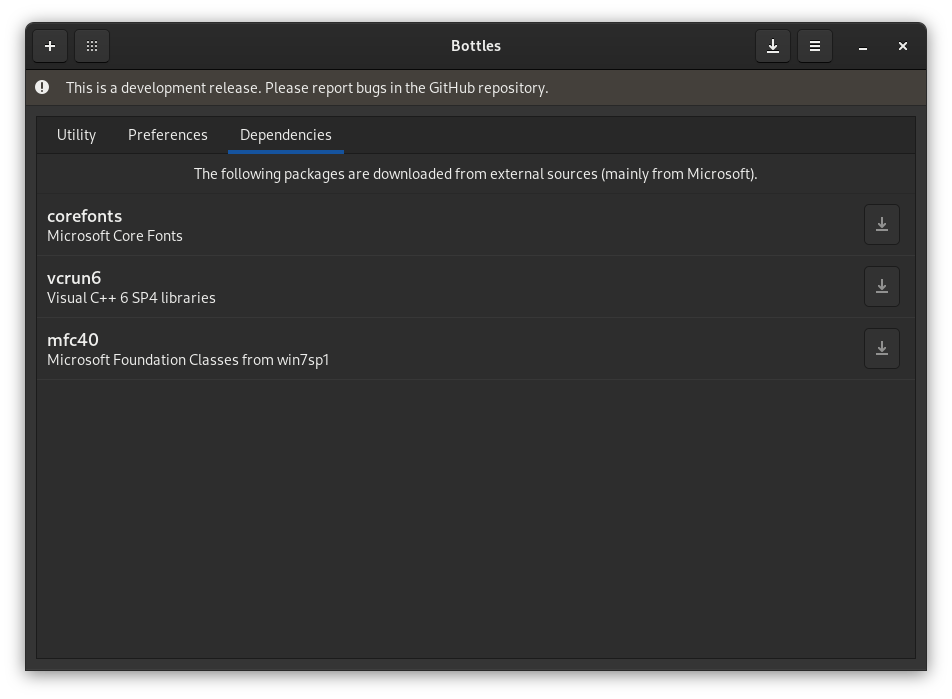 Bottles
This is a development release. Please report bugs in the GitHub repository.
Utility
Preferences
Dependencies
The following packages are downloaded from external sources (mainly from Microsoft).
corefonts
Microsoft Core Fonts
vcrun6
Visual C++ 6 SP4 libraries
mfc40
Microsoft Foundation Classes from win7sp1